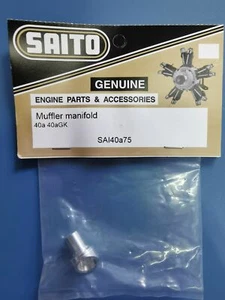 SAITO
GENUINE
ENGINE PARTS & ACCESSORIES
Muffler manifold
40a 40aGK
SAI40a75